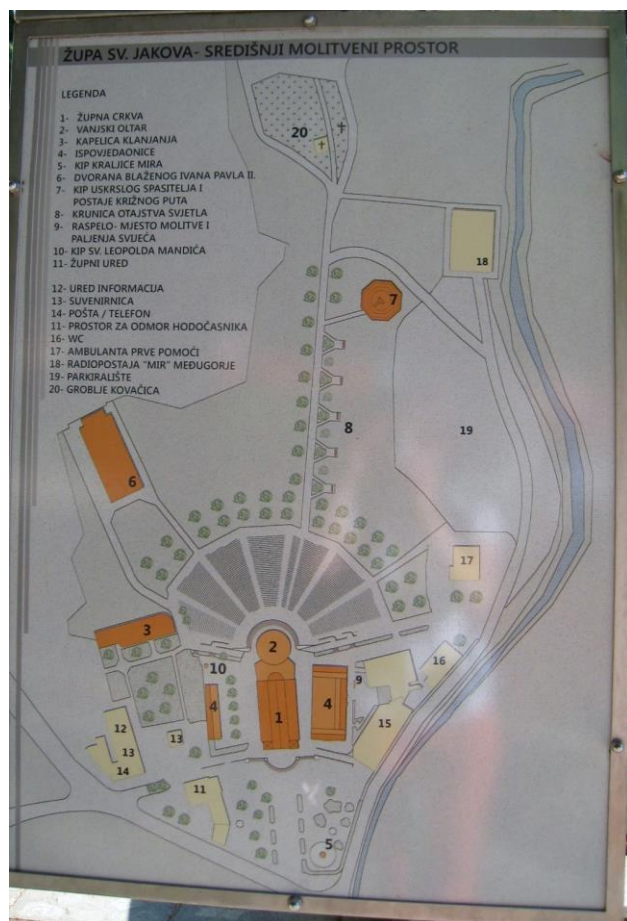 ŽUPA SV. JAKOVA- SREDIŠNJI MOLITVENI PROSTOR
LEGENDA
1- ŽUPNA CRKVA
2- VANJSKI OLTAR
3- KAPELICA KLANJANJA
4- ISPOVJEDAONICE
5- KIP KRALJICE MIRA
6- DVORANA BLAŽENOG IVANA PAVLA II.
7- KIP USKRSLOG SPASITELJA I
POSTAJE KRIŽNOG PUTA
8- KRUNICA OTAJSTVA SVJETLA
9- RASPELO- MJESTO MOLITVE I
PALJENJA SVIJEĆA
10- KIP SV. LEOPOLDA MANDIĆA
11- ŽUPNI URED
12- URED INFORMACIJA
13- SUVENIRNICA
14- POŠTA / TELEFON
11- PROSTOR ZA ODMOR HODOČASNIKA
16- WC
17- AMBULANTA PRVE POMOĆI
18- RADIOPOSTAJA "MIR" MEĐUGORJE
19- PARKIRALIŠTE
20- GROBLJE KOVAČICA
20
18
7
8
19
6
17
3
2
10
16
9
4
1
4
15
12
13
13
14
11
5